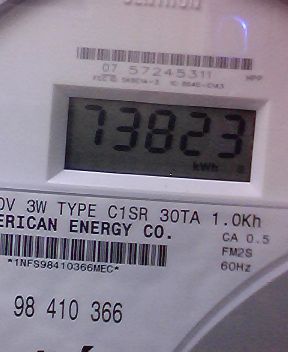 07 57245311
HPP
73823
kWh
0V 3W TYPE C1SR 30TA 1.0Kh
ERICAN ENERGY CO.
CA 0.5
FM2S
*1NFS98410366MEC*
60Hz
98 410 366